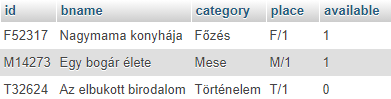 id bname category place available
F52317 Nagymama konyhája Főzés F/1 1
M14273 Egy bogár élete Mese M/1 1
T32624 Az elbukott birodalom Történelem T/1 0